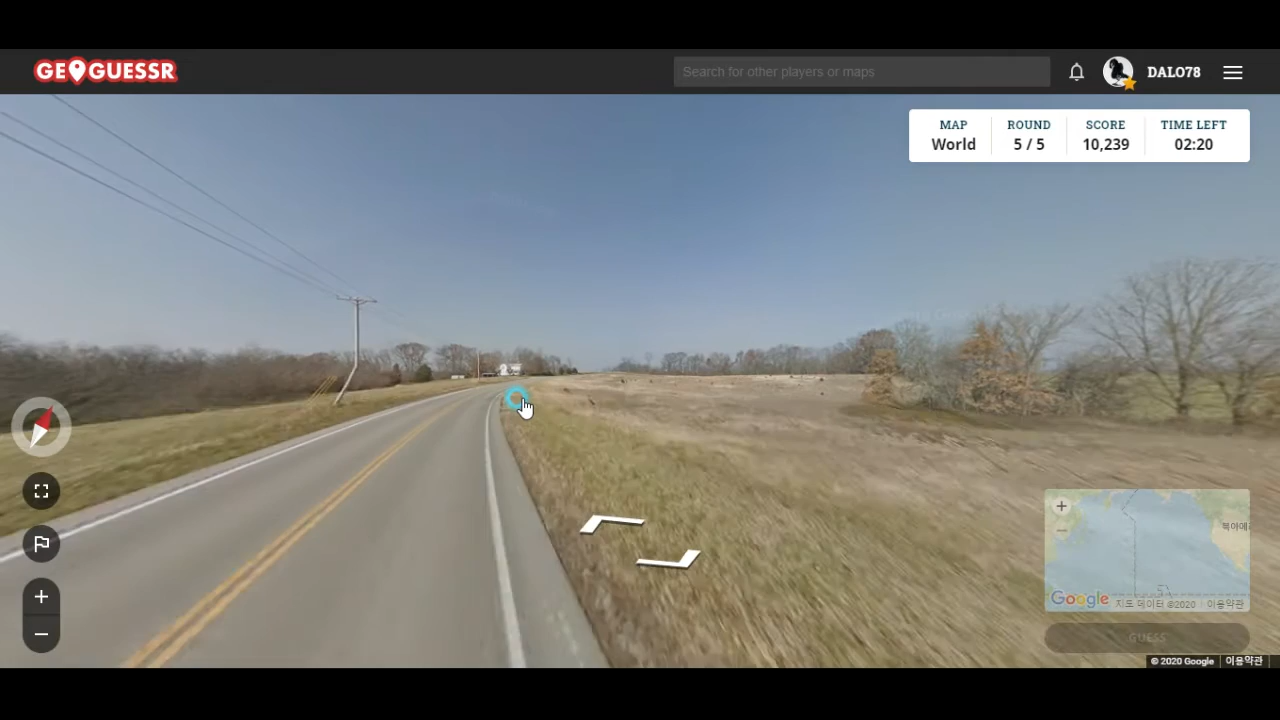 GEOGUESSR
Search for other players or maps
DALO78
MAP
World
ROUND
5 / 5
SCORE
10,239
TIME LEFT
02:20
+
−
+
−
Google
지도 데이터 ©2020
이용약관
GUESS
© 2020 Google
이용약관